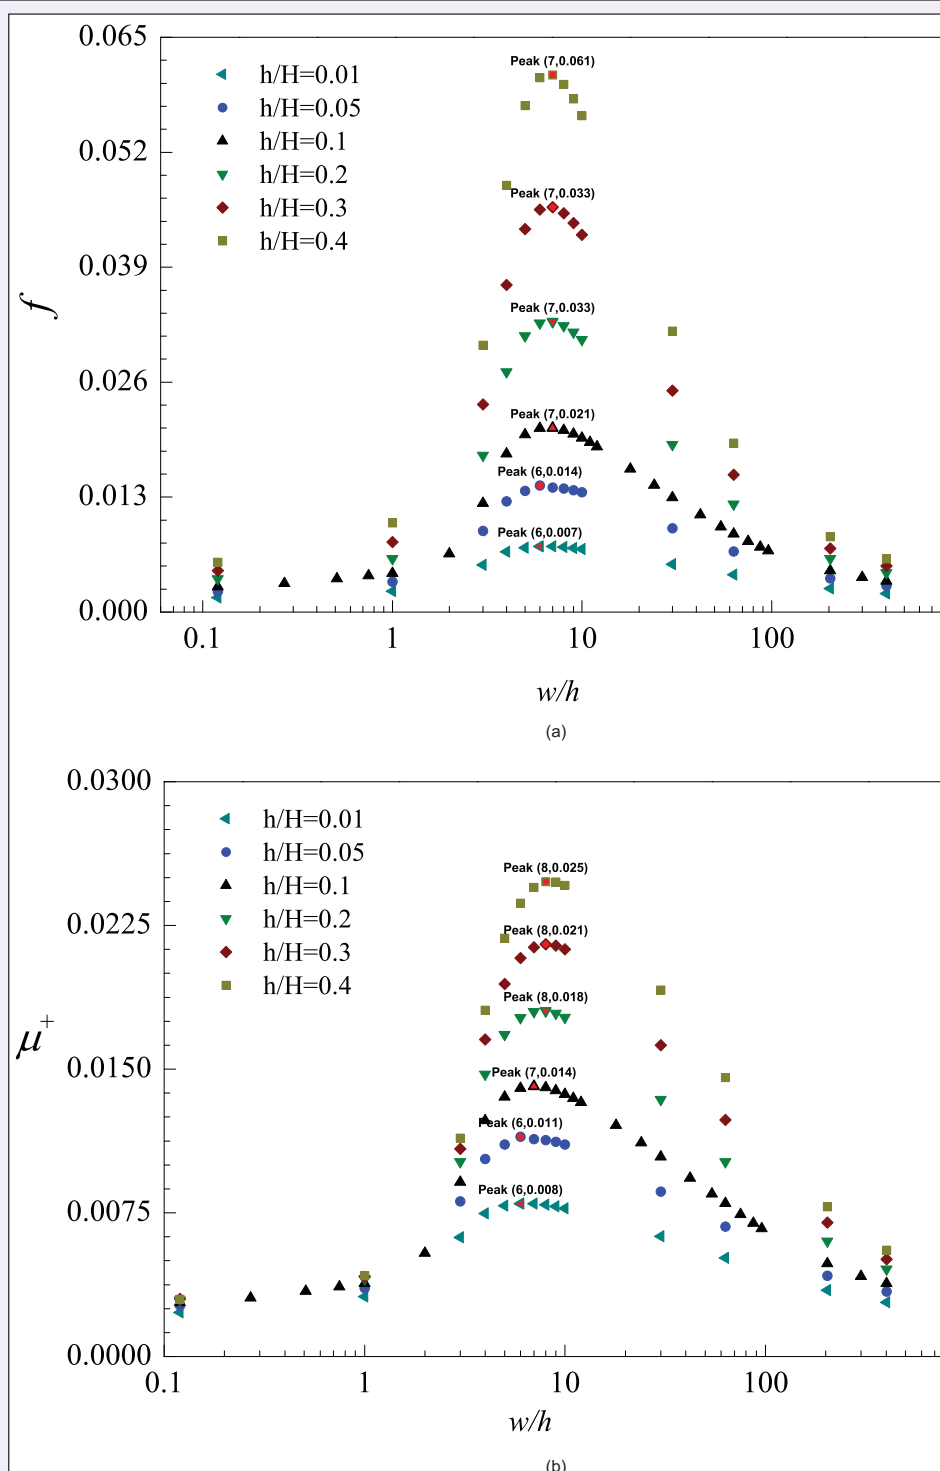 0.065
0.052
0.039
0.026
0.013
0.000
f
h/H=0.01
h/H=0.05
h/H=0.1
h/H=0.2
h/H=0.3
h/H=0.4
Peak (7,0.061)
Peak (7,0.033)
Peak (7,0.033)
Peak (7,0.021)
Peak (6,0.014)
Peak (6,0.007)
0.1 1 10 100
w/h
(a)
0.0300
0.0225
0.0150
0.0075
0.0000
μ+
h/H=0.01
h/H=0.05
h/H=0.1
h/H=0.2
h/H=0.3
h/H=0.4
Peak (8,0.025)
Peak (8,0.021)
Peak (8,0.018)
Peak (7,0.014)
Peak (6,0.011)
Peak (6,0.008)
0.1 1 10 100
w/h
(b)